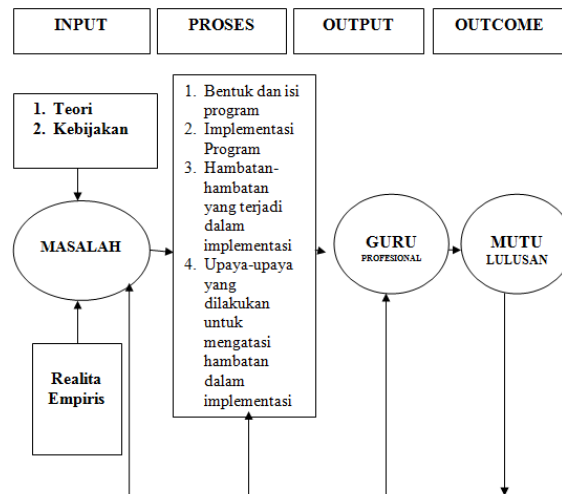 INPUT
PROSES
OUTPUT
OUTCOME
1. Teori
2. Kebijakan
MASALAH
Realita
Empiris
1. Bentuk dan isi
program
2. Implementasi
Program
3. Hambatan-
hambatan
yang terjadi
dalam
implementasi
4. Upaya-upaya
yang
dilakukan
untuk
mengatasi
hambatan
dalam
implementasi
GURU
PROFESIONAL
MUTU
LULUSAN